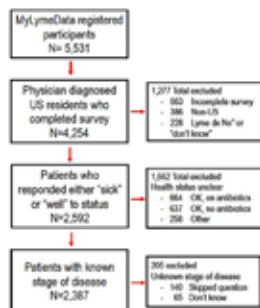 MyLymeData registered
participants
N= 5,531
Physician diagnosed
US residents who
completed survey
N=4,254
1,277 Total excluded
- 663 Incomplete survey
- 386 Non-US
- 228 Lyme dx No* or
"don't know"
Patients who
responded either "sick"
or "well" to status
N=2,592
1,662 Total excluded
Health status unclear
- 664 OK, on antibiotics
- 637 OK, no antibiotics
- 258 Other
Patients with known
stage of disease
N=2,387
205 excluded
Unknown stage of disease
- 140 Skipped question
- 65 Don't know